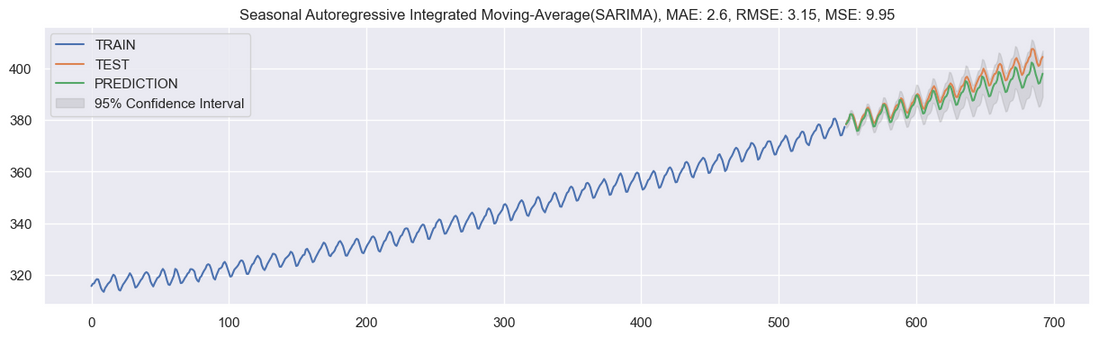 Seasonal Autoregressive Integrated Moving-Average(SARIMA), MAE: 2.6, RMSE: 3.15, MSE: 9.95
TRAIN
TEST
PREDICTION
95% Confidence Interval
400
380
360
340
320
0 100 200 300 400 500 600 700